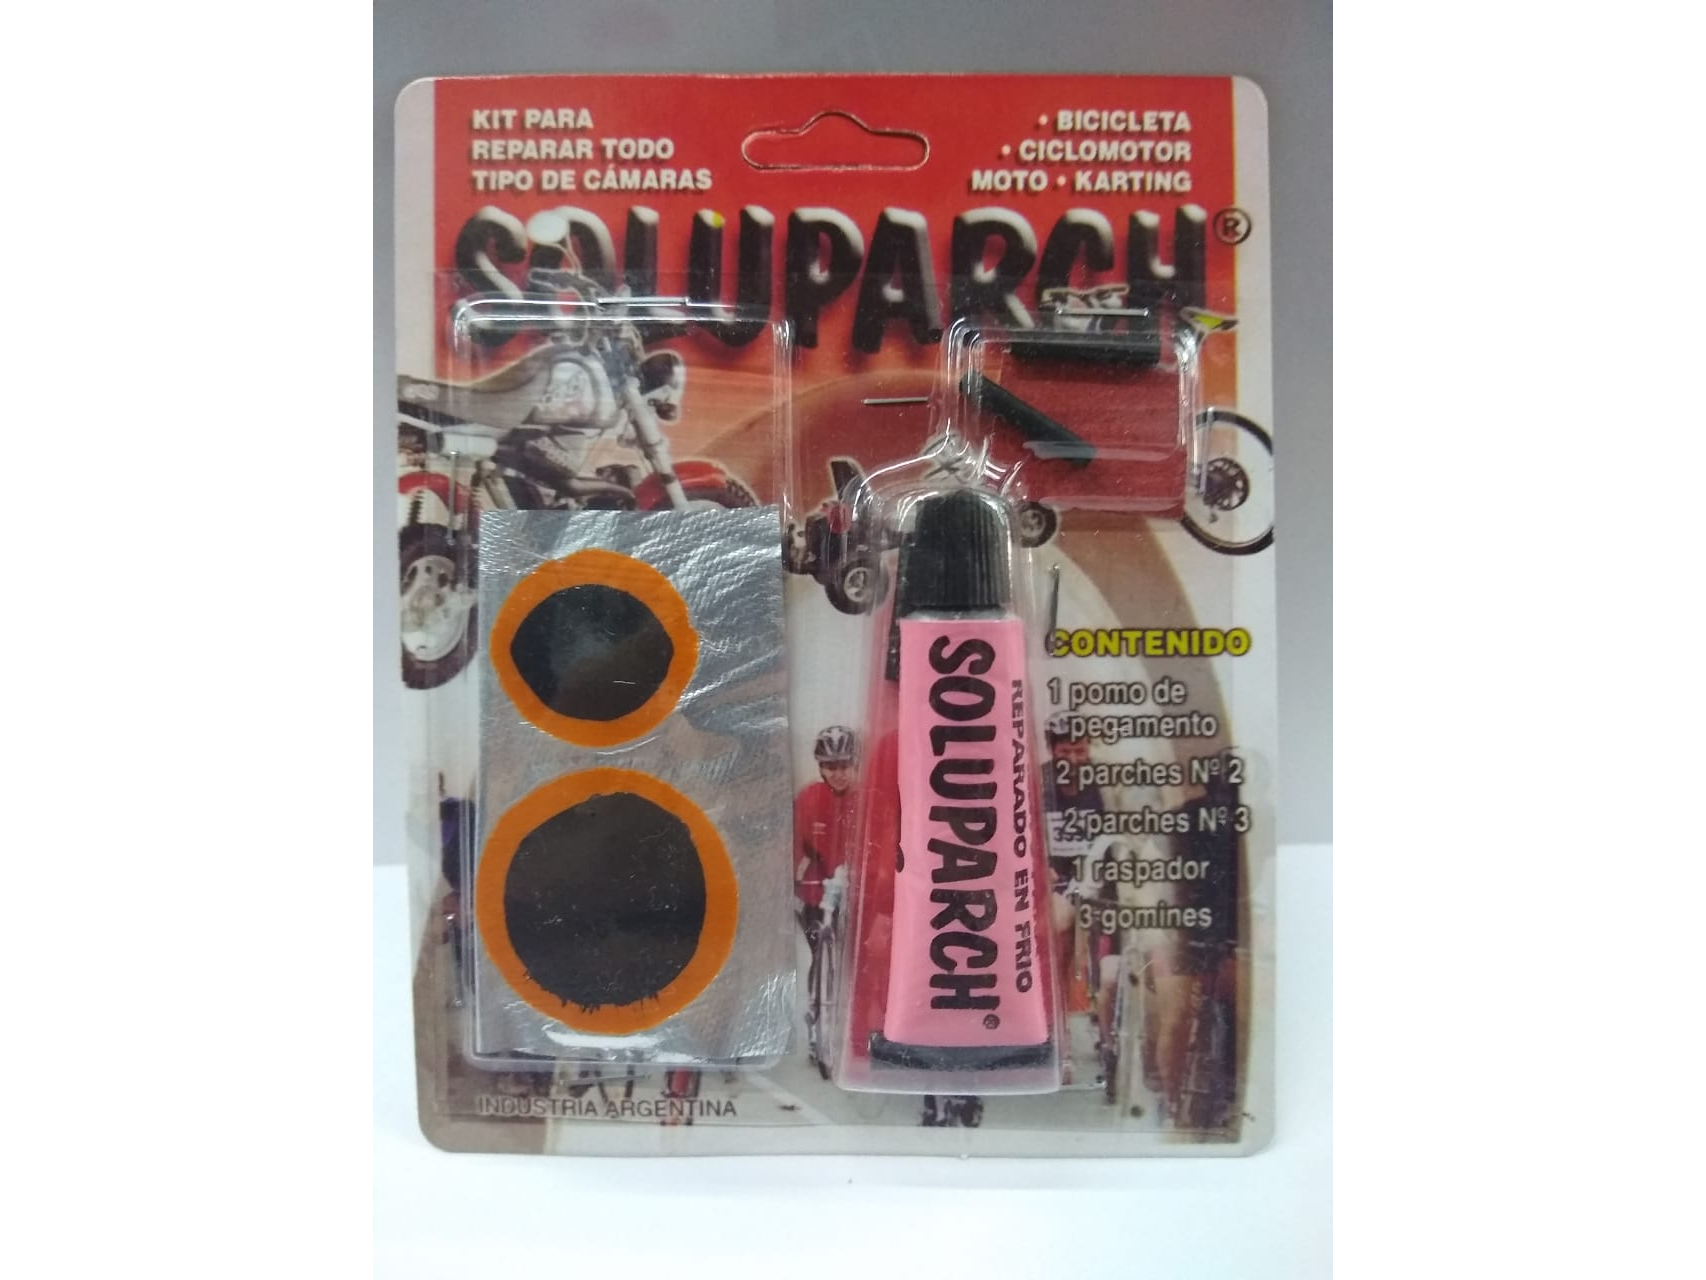 KIT PARA
REPARAR TODO
TIPO DE CÁMARAS
• BICICLETA
• CICLOMOTOR
MOTO • KARTING
SOLUPARCH®
CONTENIDO
1 pomo de
pegamento
2 parches Nº 2
2 parches Nº 3
1 raspador
3 gomines
SOLUPARCH®
REPARADO EN FRIO
INDUSTRIA ARGENTINA